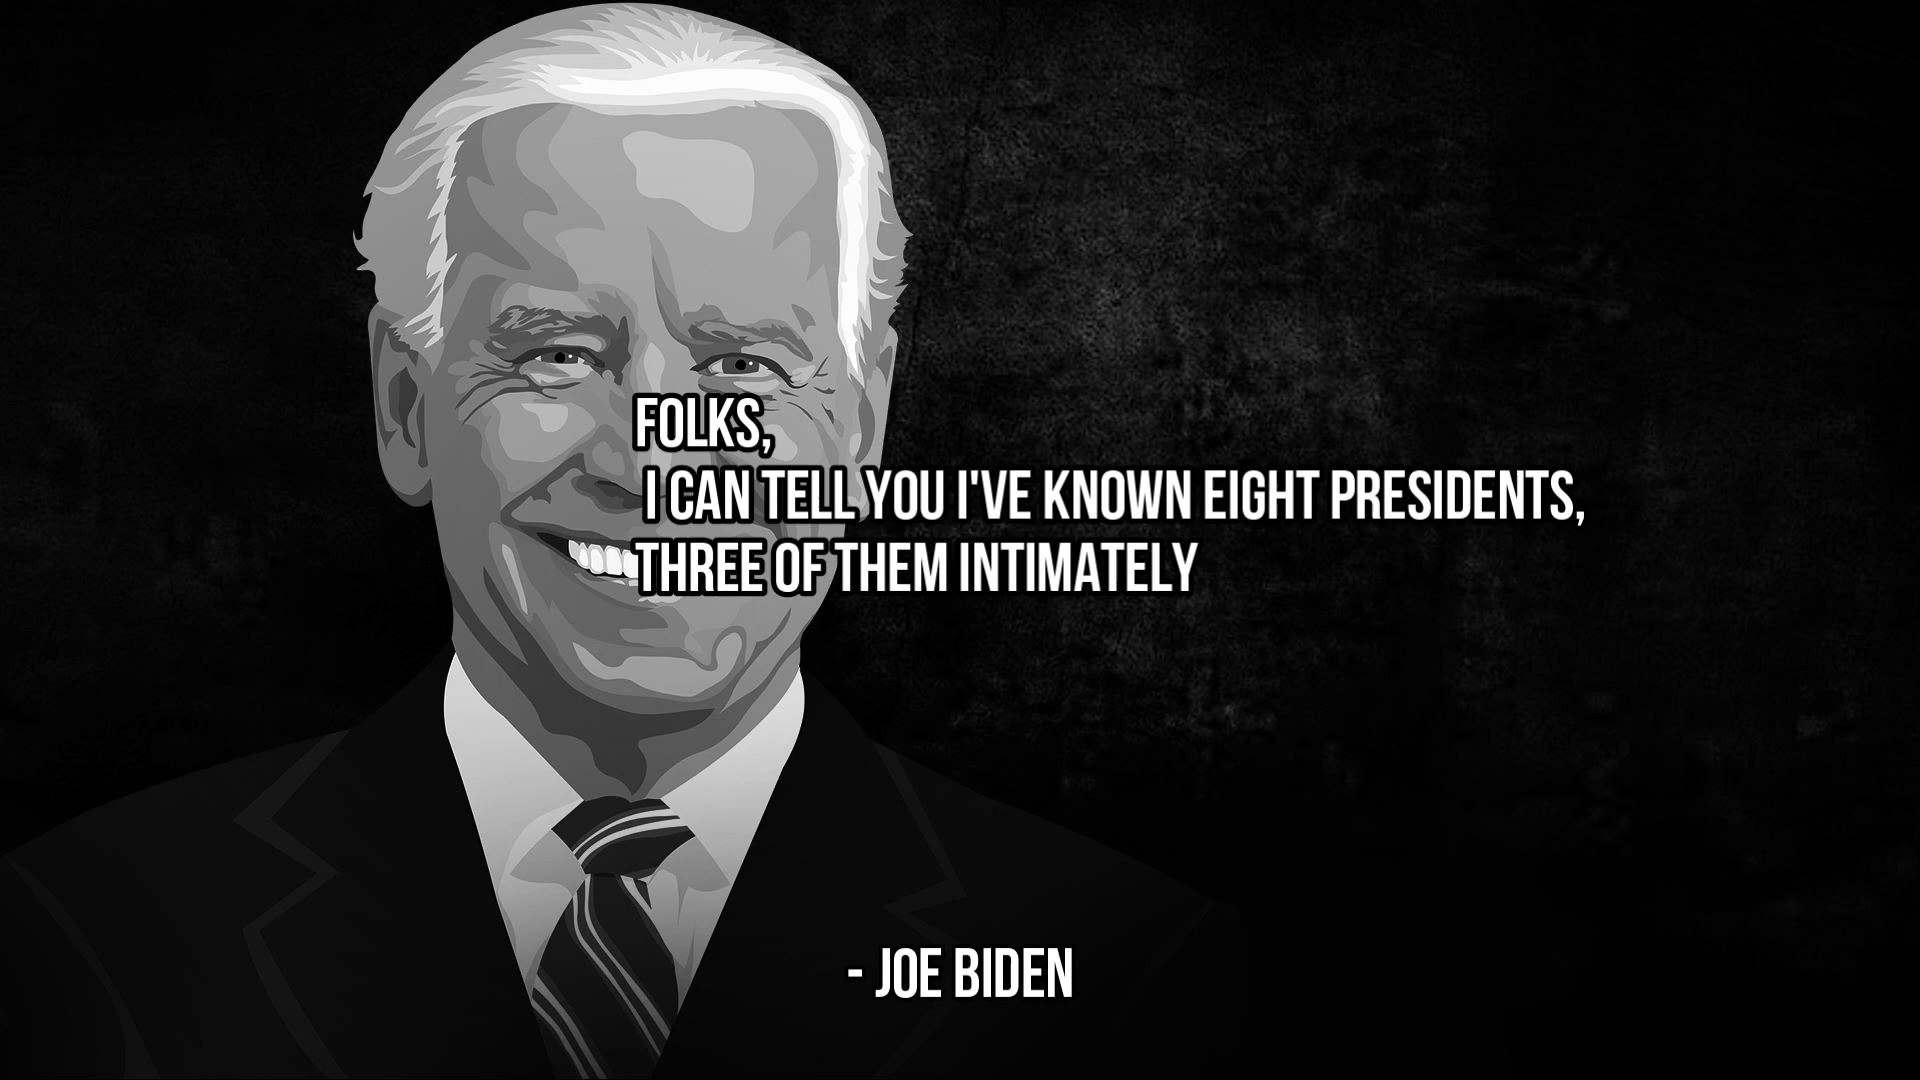 FOLKS,
I CAN TELL YOU I'VE KNOWN EIGHT PRESIDENTS,
THREE OF THEM INTIMATELY
- JOE BIDEN